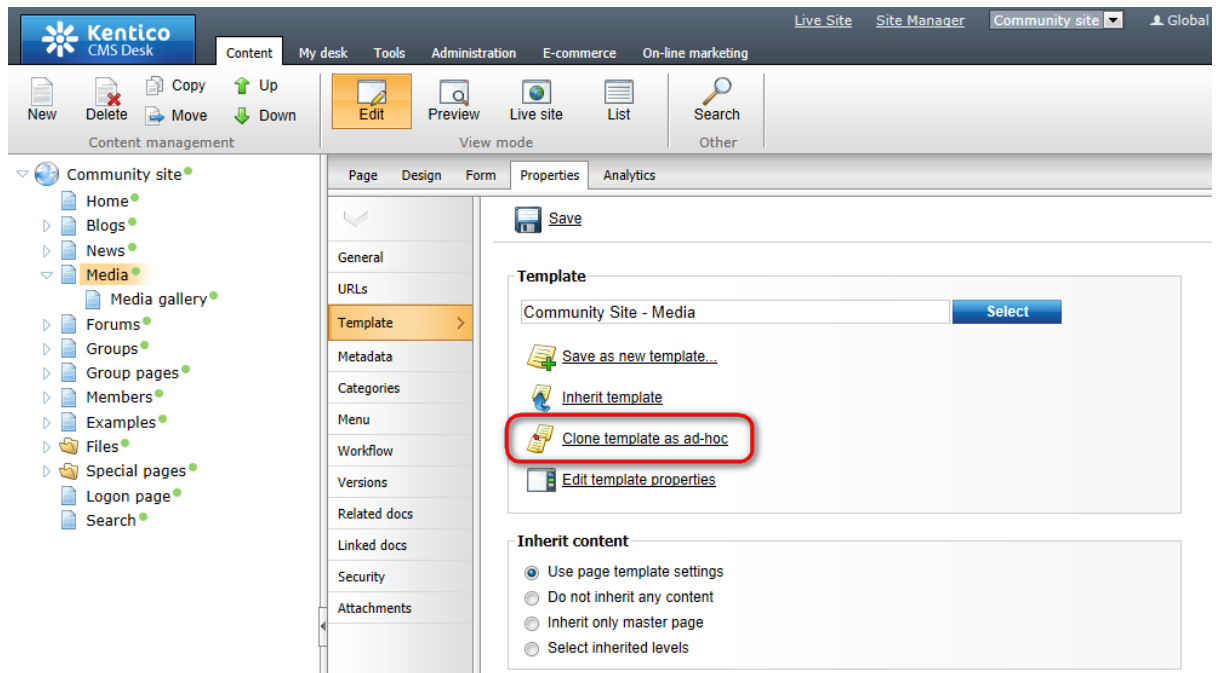 Live Site Site Manager Community site Global
Kentico
CMS Desk
Content My desk Tools Administration E-commerce On-line marketing
New Delete Copy Move Up Down
Content management
Edit Preview Live site List
View mode
Search
Other
Community site
Home
Blogs
News
Media
Media gallery
Forums
Groups
Group pages
Members
Examples
Files
Special pages
Logon page
Search
Page Design Form Properties Analytics
General
URLs
Template >
Metadata
Categories
Menu
Workflow
Versions
Related docs
Linked docs
Security
Attachments
Save
Template
Community Site - Media Select
Save as new template...
Inherit template
Clone template as ad-hoc
Edit template properties
Inherit content
Use page template settings
Do not inherit any content
Inherit only master page
Select inherited levels